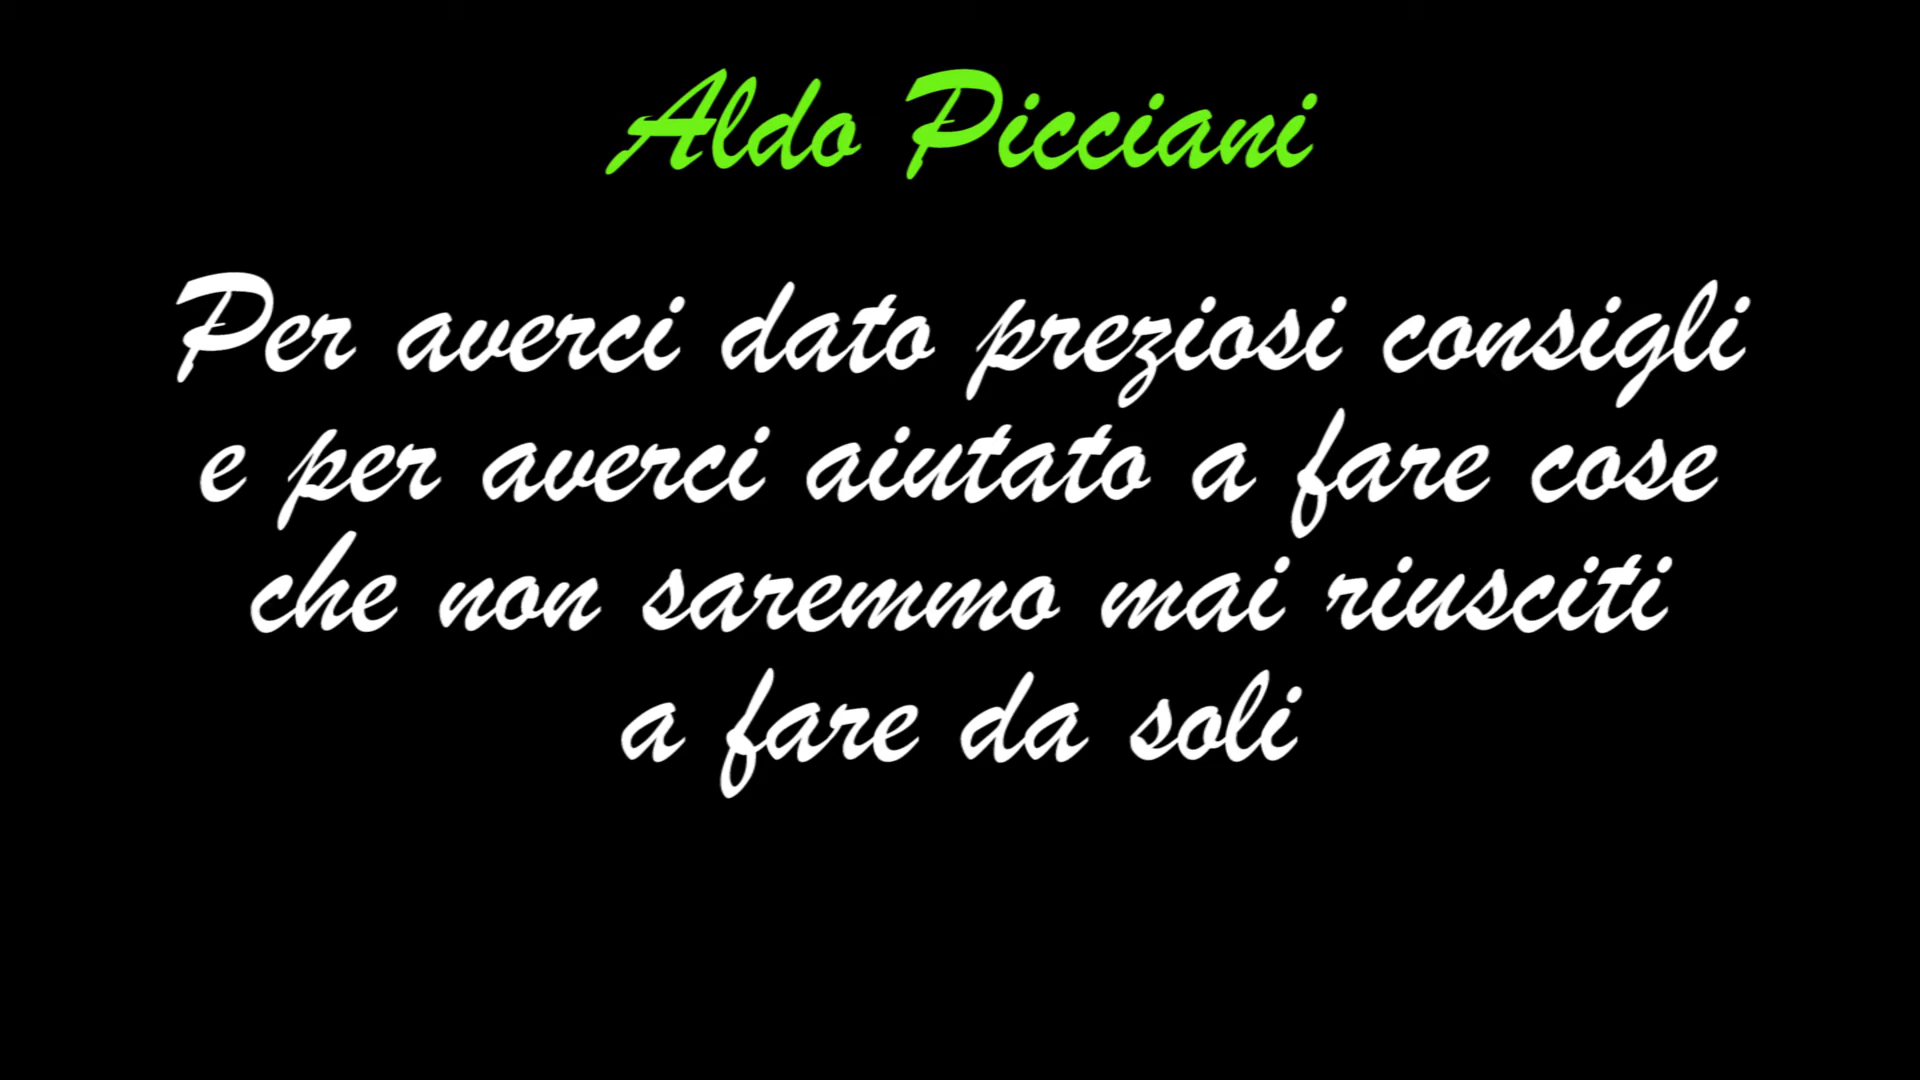 Aldo Picciani
Per averci dato preziosi consigli
e per averci aiutato a fare cose
che non saremmo mai riusciti
a fare da soli